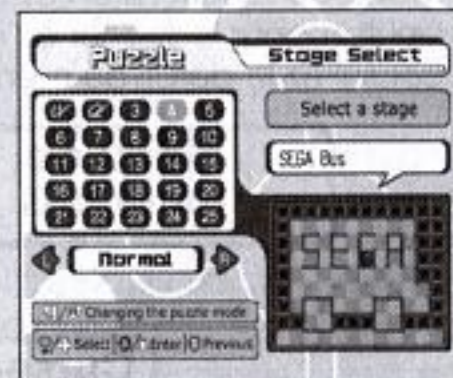 Puzzle
Stage Select
3 4 5
6 7 8 9 10
11 12 13 14 15
16 17 18 19 20
21 22 23 24 25
Normal
Changing the puzzle mode
Select Enter Previous
Select a stage
SEGA Bus
SEGA